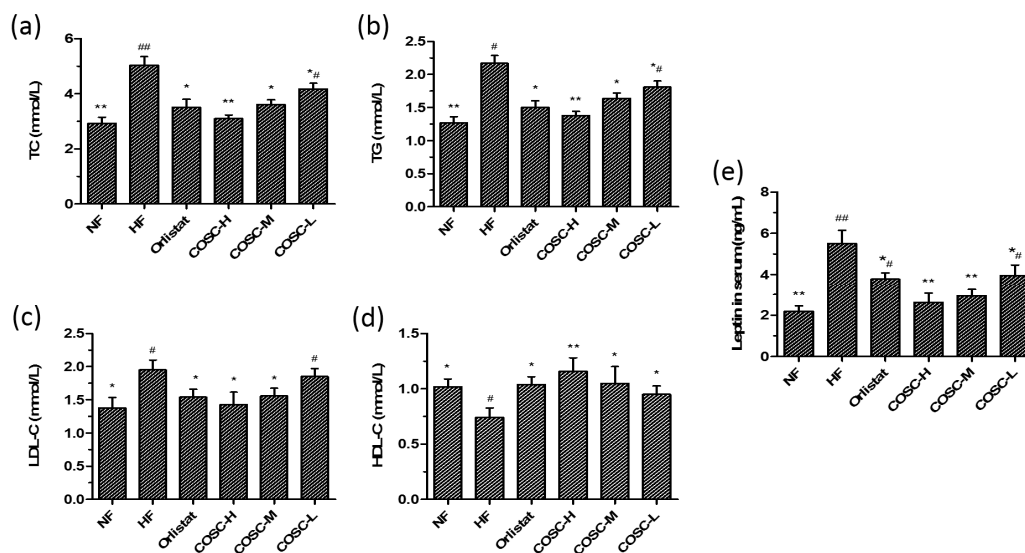 (a)
TC (mmol/L)
6
4
2
0
## 
** * ** * *#
NF HF Orlistat COSC-H COSC-M COSC-L
(b)
TG (mmol/L)
2.5
2.0
1.5
1.0
0.5
0.0
#
** * ** * *#
NF HF Orlistat COSC-H COSC-M COSC-L
(c)
LDL-C (mmol/L)
2.5
2.0
1.5
1.0
0.5
0.0
* # * * * #
NF HF Orlistat COSC-H COSC-M COSC-L
(d)
HDL-C (mmol/L)
1.5
1.0
0.5
0.0
* # * ** * *
NF HF Orlistat COSC-H COSC-M COSC-L
(e)
Leptin in serum (ng/mL)
8
6
4
2
0
** ## *# ** ** *#
NF HF Orlistat COSC-H COSC-M COSC-L